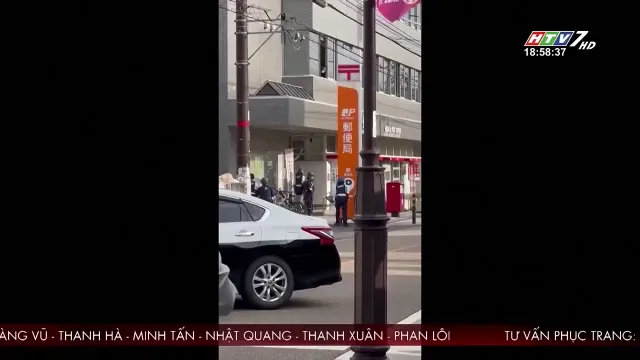 HTV7 HD
18:58:37
〒
郵便局
P
ÀNG VŨ - THANH HÀ - MINH TẤN - NHẬT QUANG - THANH XUÂN - PHAN LÔI TƯ VẤN PHỤC TRANG: